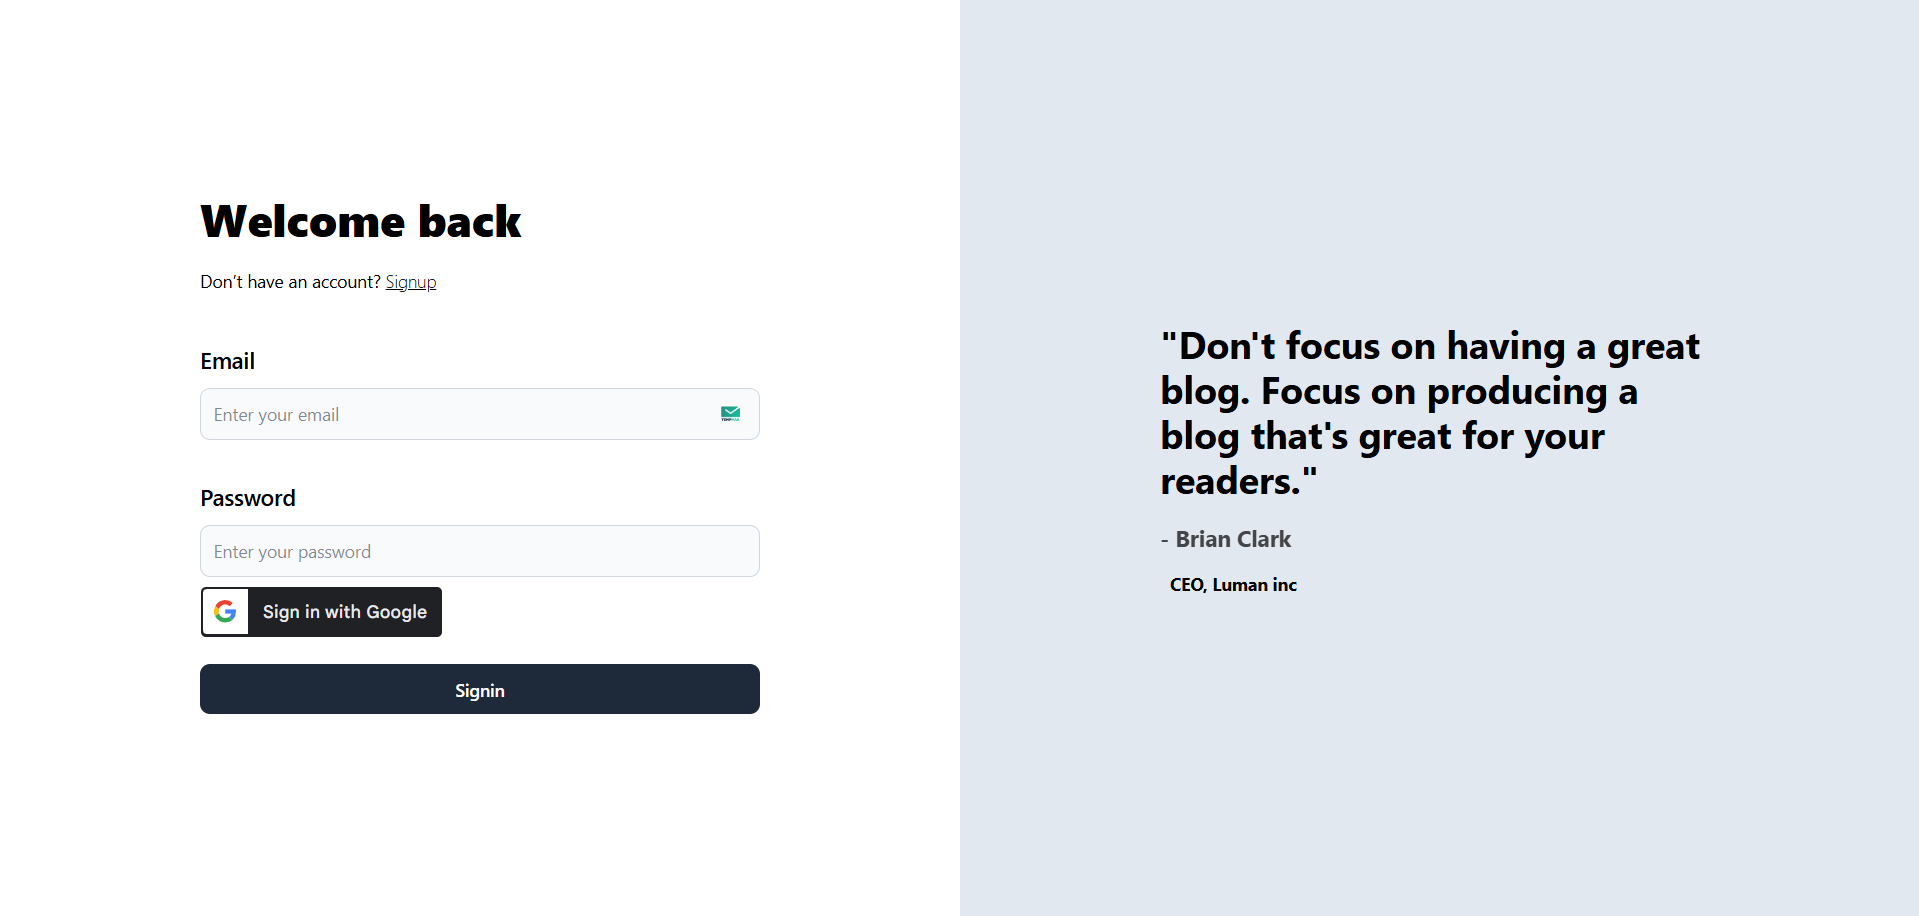 Welcome back
Don’t have an account? Signup
Email
Enter your email
Password
Enter your password
Sign in with Google
Signin
"Don't focus on having a great
blog. Focus on producing a
blog that's great for your
readers."
- Brian Clark
CEO, Luman inc